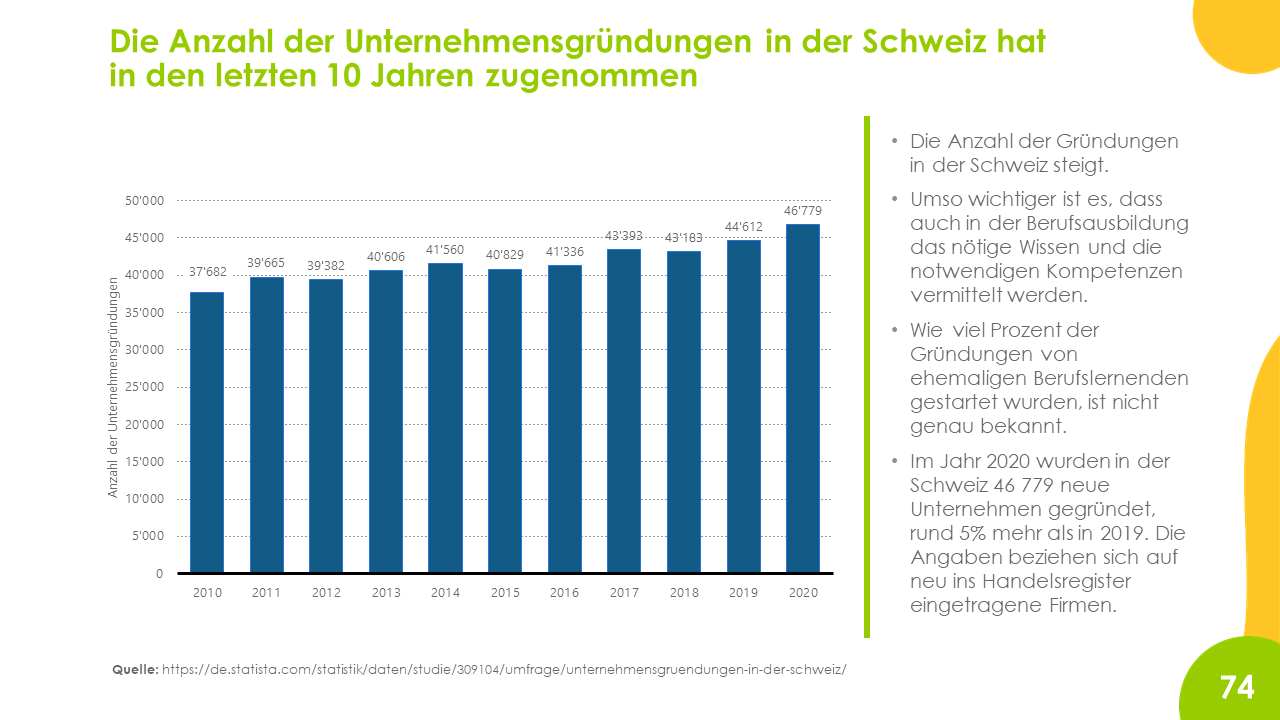 Die Anzahl der Unternehmensgründungen in der Schweiz hat
in den letzten 10 Jahren zugenommen
Anzahl der Unternehmensgründungen
50'000
45'000
40'000
35'000
30'000
25'000
20'000
15'000
10'000
5'000
0
37'682
39'665
39'382
40'606
41'560
40'829
41'336
43'393
43'183
44'612
46'779
2010 2011 2012 2013 2014 2015 2016 2017 2018 2019 2020
• Die Anzahl der Gründungen
in der Schweiz steigt.
• Umso wichtiger ist es, dass
auch in der Berufsausbildung
das nötige Wissen und die
notwendigen Kompetenzen
vermittelt werden.
• Wie viel Prozent der
Gründungen von
ehemaligen Berufslernenden
gestartet wurden, ist nicht
genau bekannt.
• Im Jahr 2020 wurden in der
Schweiz 46 779 neue
Unternehmen gegründet,
rund 5% mehr als in 2019. Die
Angaben beziehen sich auf
neu ins Handelsregister
eingetragene Firmen.
Quelle: https://de.statista.com/statistik/daten/studie/309104/umfrage/unternehmensgruendungen-in-der-schweiz/
74